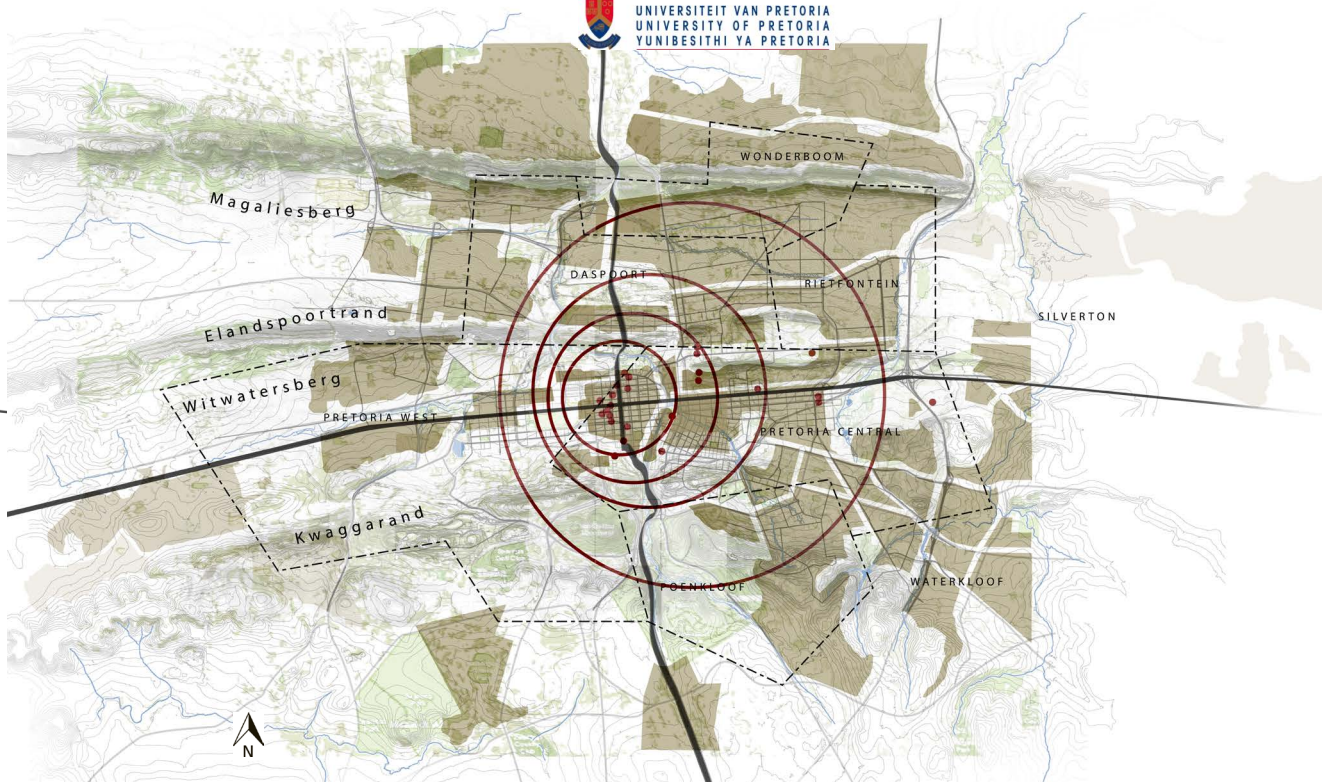 UNIVERSITEIT VAN PRETORIA
UNIVERSITY OF PRETORIA
YUNIBESITHI YA PRETORIA
WONDERBOOM
Magaliesberg
DASPOORT
RIETFONTEIN
Elandspoortrand
SILVERTON
Witwatersberg
PRETORIA WEST
PRETORIA CENTRAL
Kwaggarand
WATERKLOOF
FOENKLOOF
N